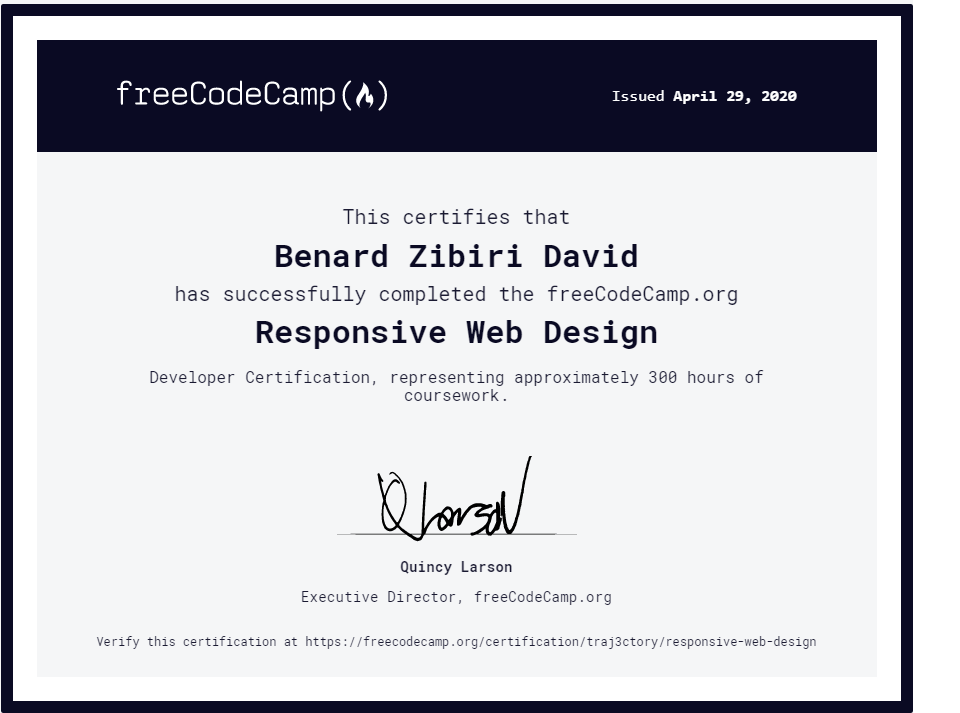 freeCodeCamp(🔥)
Issued April 29, 2020
This certifies that
Benard Zibiri David
has successfully completed the freeCodeCamp.org
Responsive Web Design
Developer Certification, representing approximately 300 hours of
coursework.
QLarson
Quincy Larson
Executive Director, freeCodeCamp.org
Verify this certification at https://freecodecamp.org/certification/traj3ctory/responsive-web-design